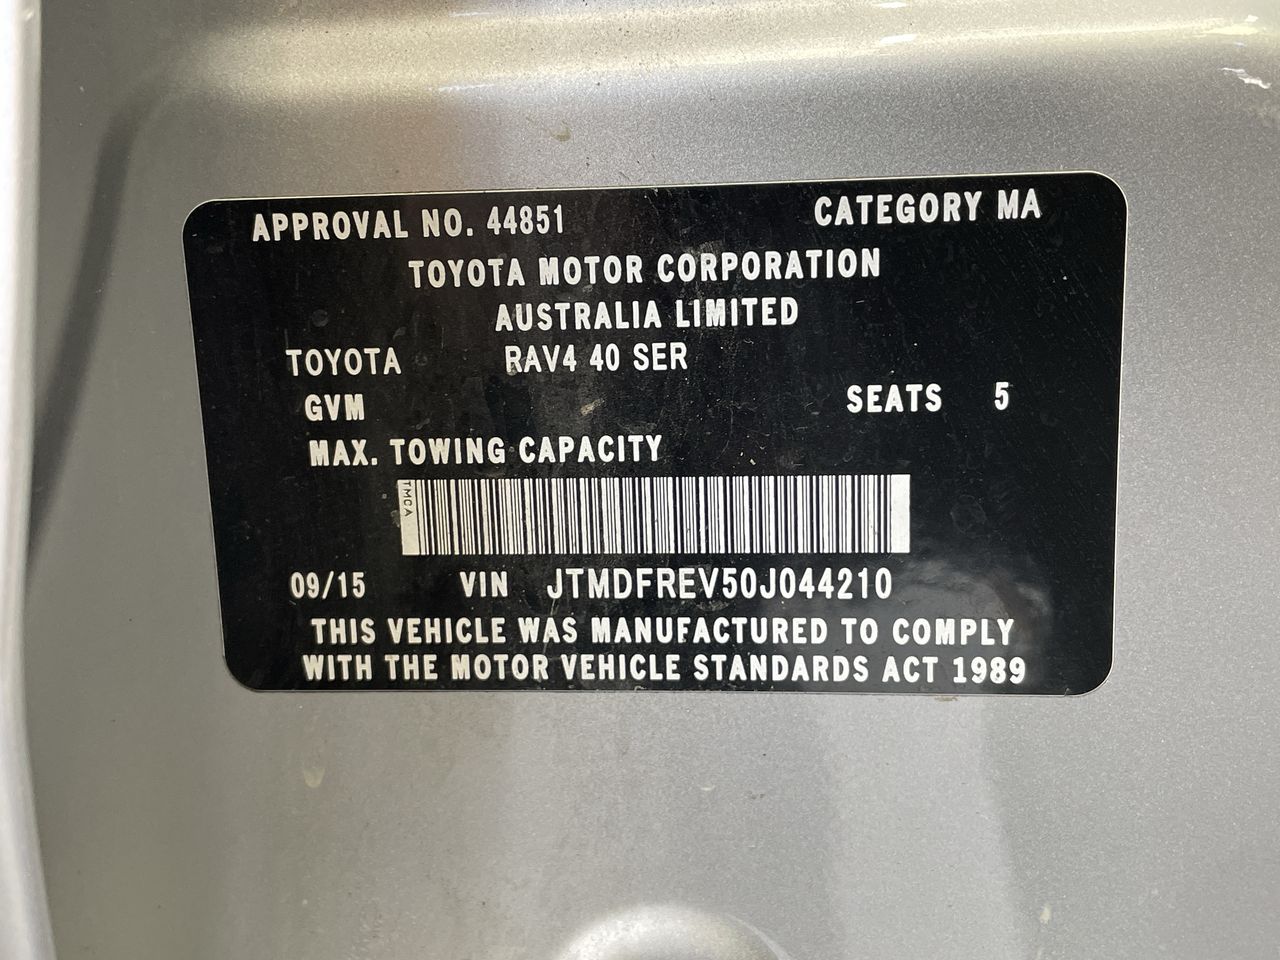 APPROVAL NO. 44851 CATEGORY MA
TOYOTA MOTOR CORPORATION
AUSTRALIA LIMITED
TOYOTA RAV4 40 SER
GVM SEATS 5
MAX. TOWING CAPACITY
TMCA
09/15 VIN JTMDFREV50J044210
THIS VEHICLE WAS MANUFACTURED TO COMPLY
WITH THE MOTOR VEHICLE STANDARDS ACT 1989